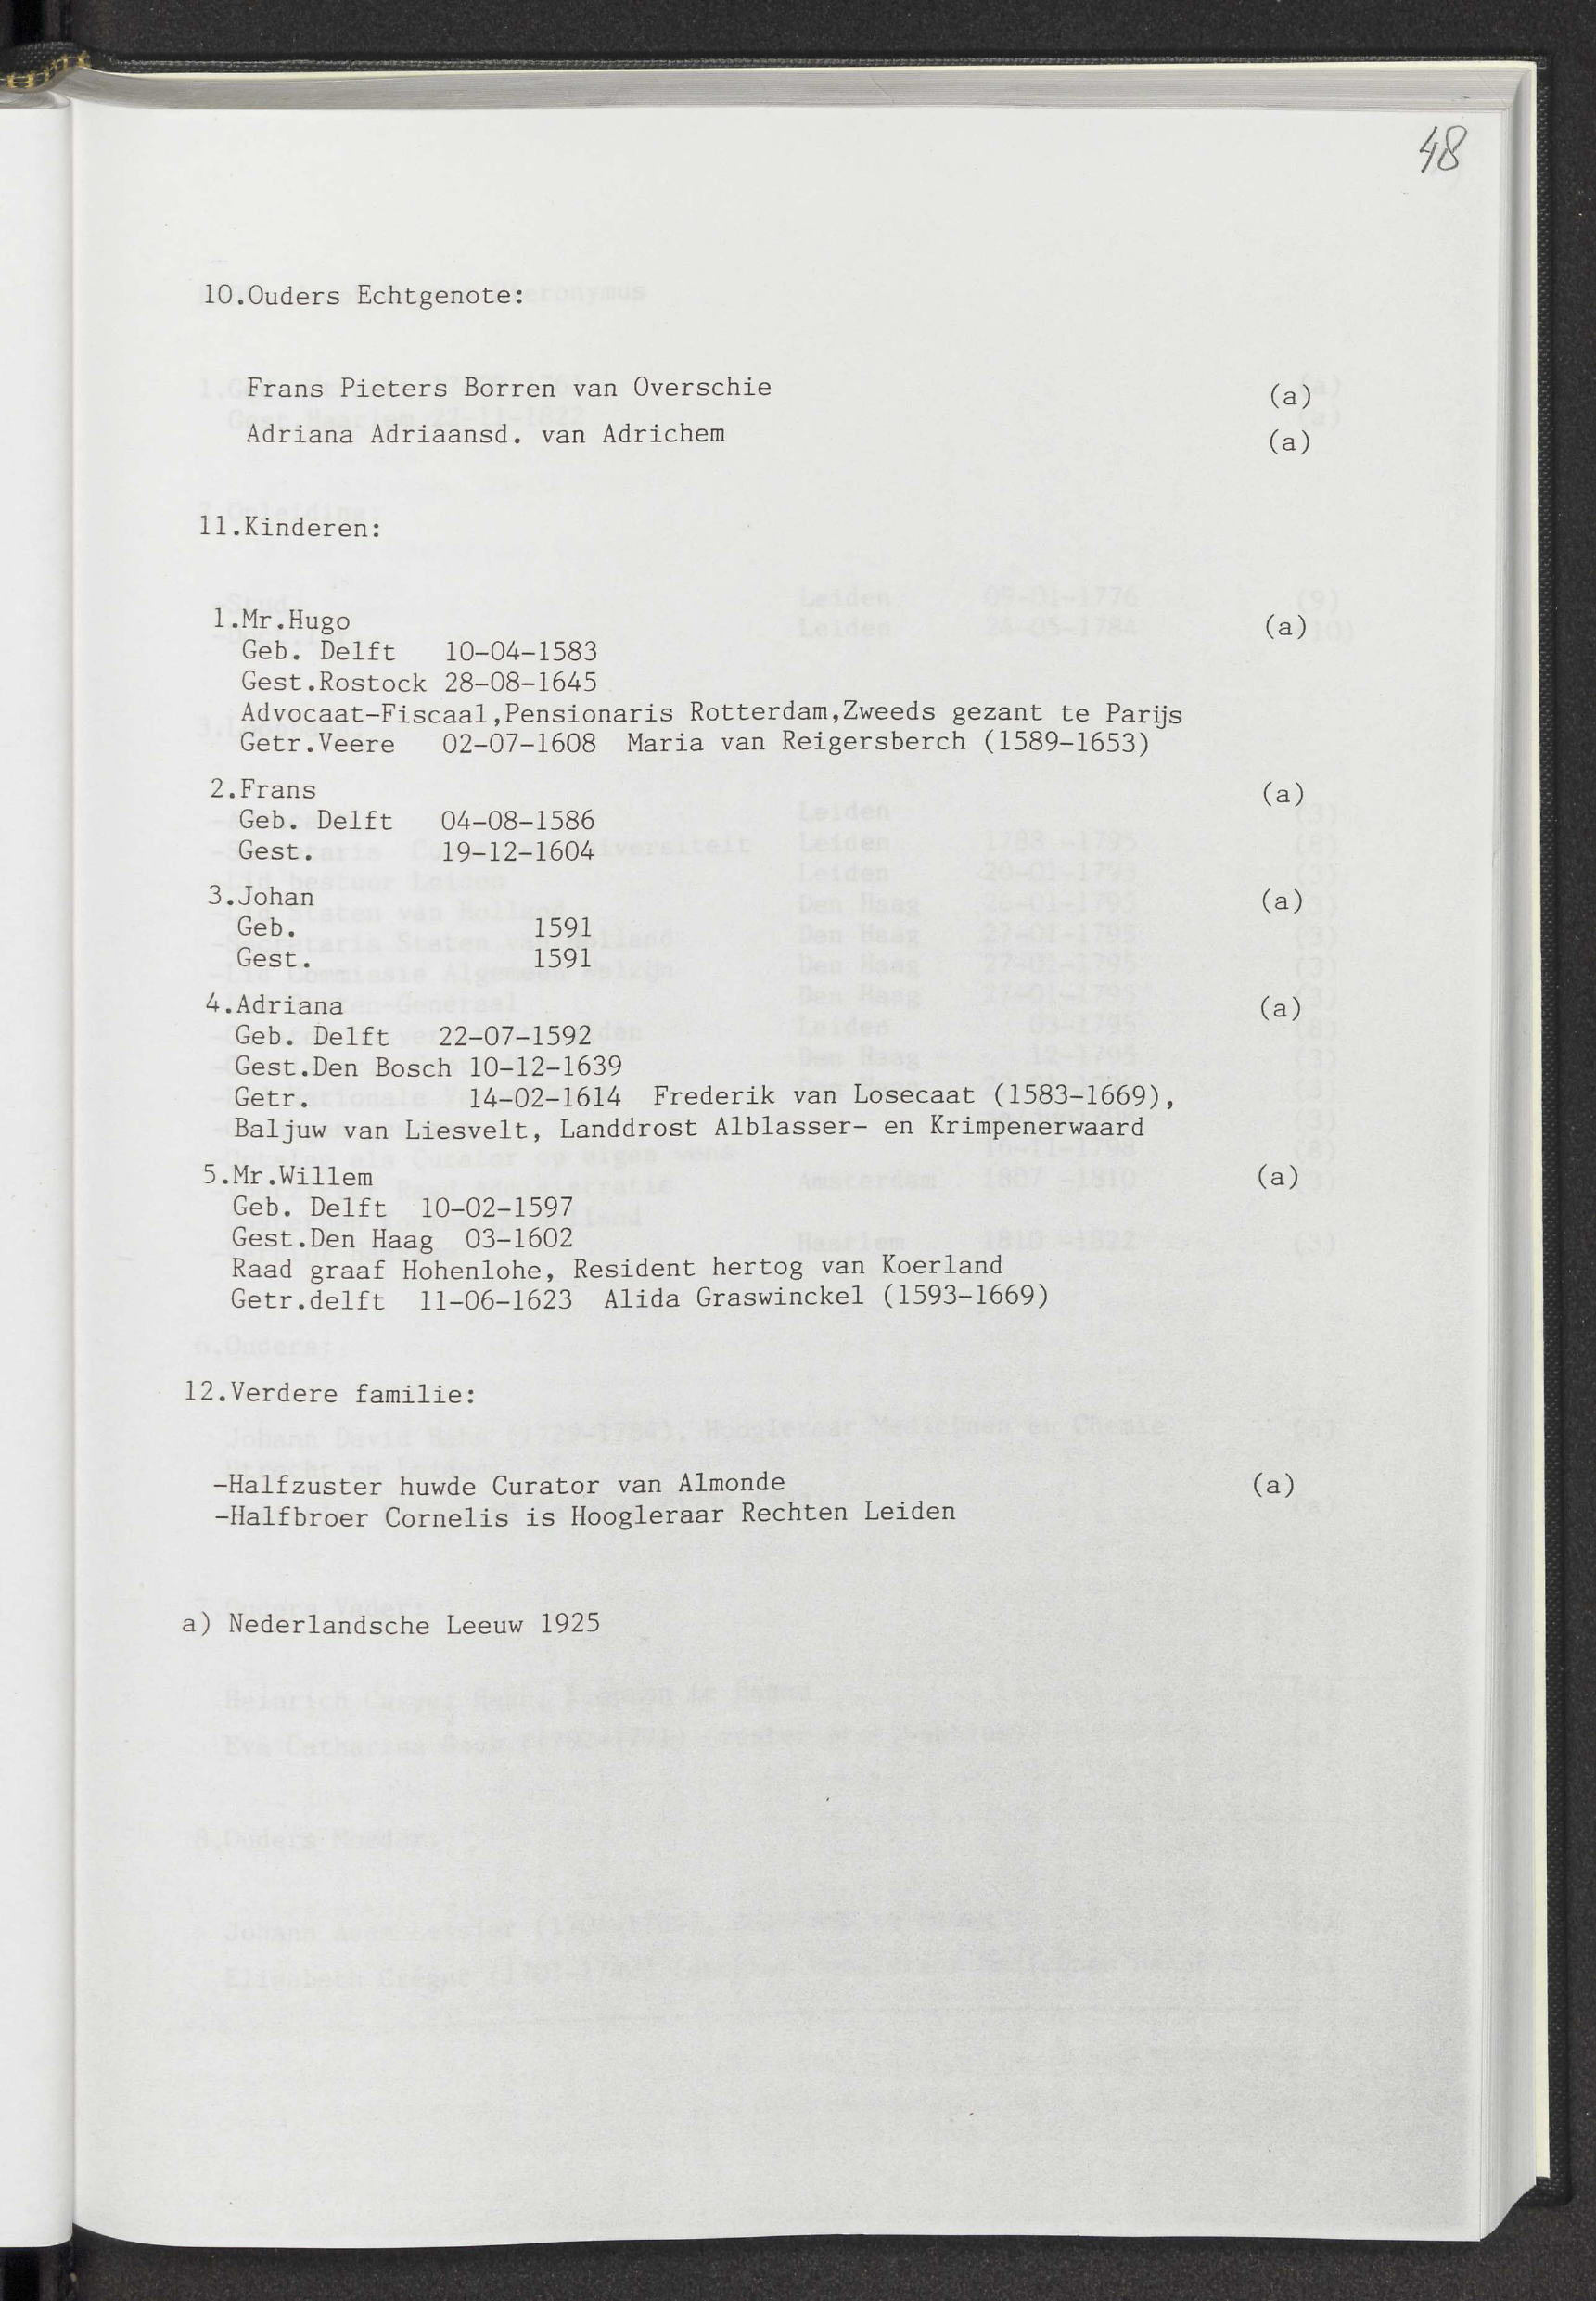 48
10.Ouders Echtgenote:
Frans Pieters Borren van Overschie (a)
Adriana Adriaansd. van Adrichem (a)
11.Kinderen:
1.Mr.Hugo (a)
Geb. Delft 10-04-1583
Gest.Rostock 28-08-1645
Advocaat-Fiscaal,Pensionaris Rotterdam,Zweeds gezant te Parijs
Getr.Veere 02-07-1608 Maria van Reigersberch (1589-1653)
2.Frans (a)
Geb. Delft 04-08-1586
Gest. 19-12-1604
3.Johan (a)
Geb. 1591
Gest. 1591
4.Adriana (a)
Geb. Delft 22-07-1592
Gest.Den Bosch 10-12-1639
Getr. 14-02-1614 Frederik van Losecaat (1583-1669),
Baljuw van Liesvelt, Landdrost Alblasser- en Krimpenerwaard
5.Mr.Willem (a)
Geb. Delft 10-02-1597
Gest.Den Haag 03-1602
Raad graaf Hohenlohe, Resident hertog van Koerland
Getr.delft 11-06-1623 Alida Graswinckel (1593-1669)
12.Verdere familie:
-Halfzuster huwde Curator van Almonde (a)
-Halfbroer Cornelis is Hoogleraar Rechten Leiden
a) Nederlandsche Leeuw 1925